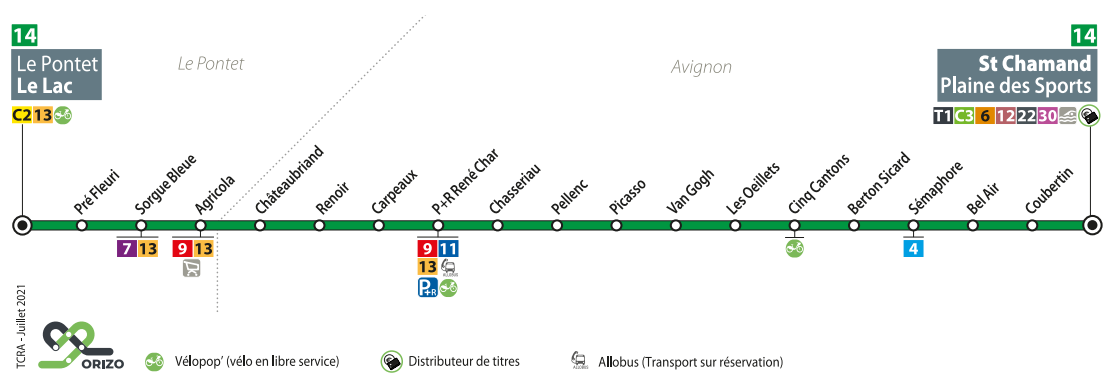 14
Le Pontet
Le Lac
C2 13
Le Pontet
Avignon
14
St Chamand
Plaine des Sports
T1 C3 6 12 22 30
Pré Fleuri
Sorgue Bleue
Agricola
Châteaubriand
Renoir
Carpeaux
P+R René Char
Chasseriau
Pellenc
Picasso
Van Gogh
Les Oeillets
Cinq Cantons
Berton Sicard
Sémaphore
Bel Air
Coubertin
7 13
9 13
9 11
13 ALLOBUS
P+R
4
TCRA - Juillet 2021
ORIZO
Vélopop' (vélo en libre service)
Distributeur de titres
ALLOBUS
Allobus (Transport sur réservation)